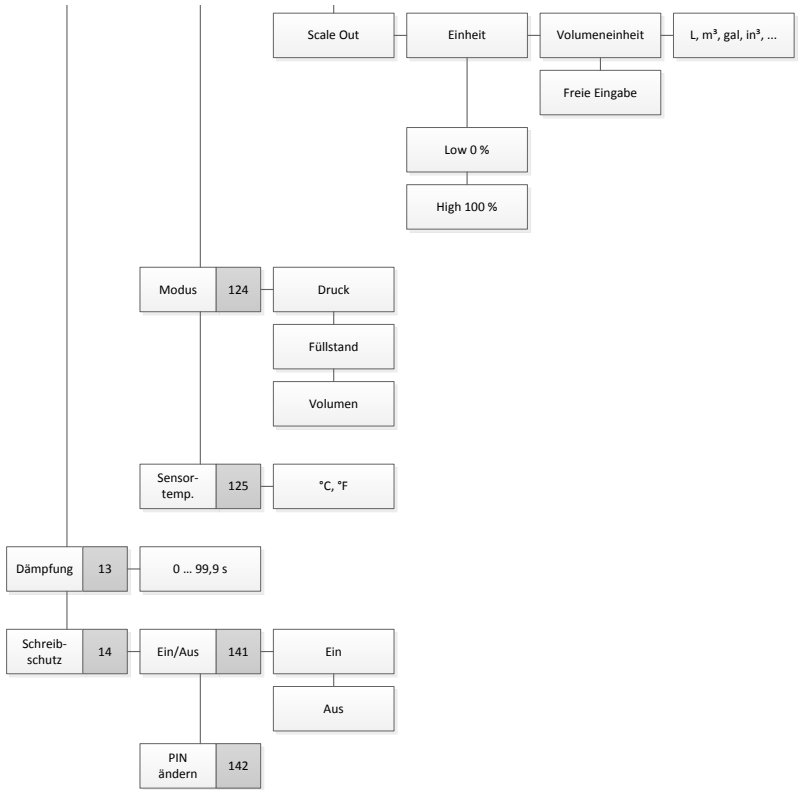 Scale Out
Einheit
Volumeneinheit
L, m³, gal, in³, ...
Freie Eingabe
Low 0 %
High 100 %
Modus
124
Druck
Füllstand
Volumen
Sensor-
temp.
125
°C, °F
Dämpfung
13
0 ... 99,9 s
Schreib-
schutz
14
Ein/Aus
141
Ein
Aus
PIN
ändern
142